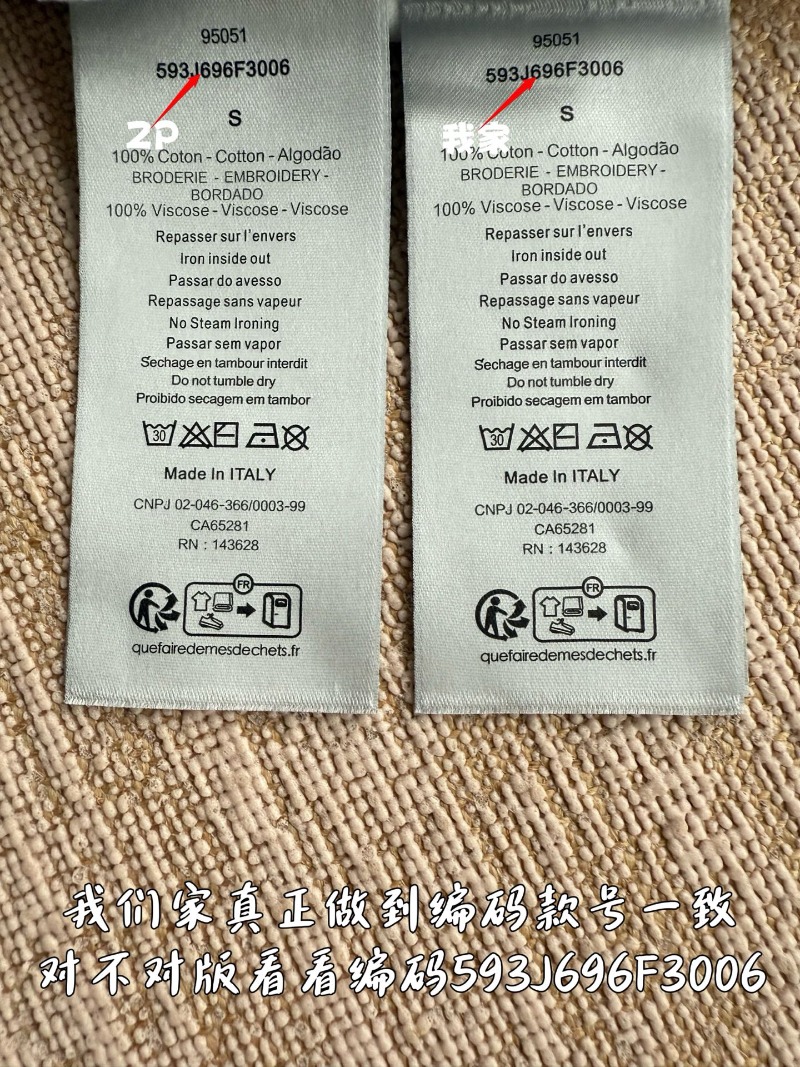 95051
593J696F3006
S
2P
100% Coton - Cotton - Algodão
BRODERIE - EMBROIDERY -
BORDADO
100% Viscose - Viscose - Viscose
Repasser sur l'envers
Iron inside out
Passar do avesso
Repassage sans vapeur
No Steam Ironing
Passar sem vapor
Sechage en tambour interdit
Do not tumble dry
Proibido secagem em tambor
30
Made In ITALY
CNPJ 02-046-366/0003-99
CA65281
RN : 143628
FR
quefairedemesdechets.fr
95051
593J696F3006
S
我家
100% Coton - Cotton - Algodão
BRODERIE - EMBROIDERY -
BORDADO
100% Viscose - Viscose - Viscose
Repasser sur l'envers
Iron inside out
Passar do avesso
Repassage sans vapeur
No Steam Ironing
Passar sem vapor
Sechage en tambour interdit
Do not tumble dry
Proibido secagem em tambor
30
Made In ITALY
CNPJ 02-046-366/0003-99
CA65281
RN : 143628
FR
quefairedemesdechets.fr
我们家真正做到编码款号一致
对不对版看看编码593J696F3006